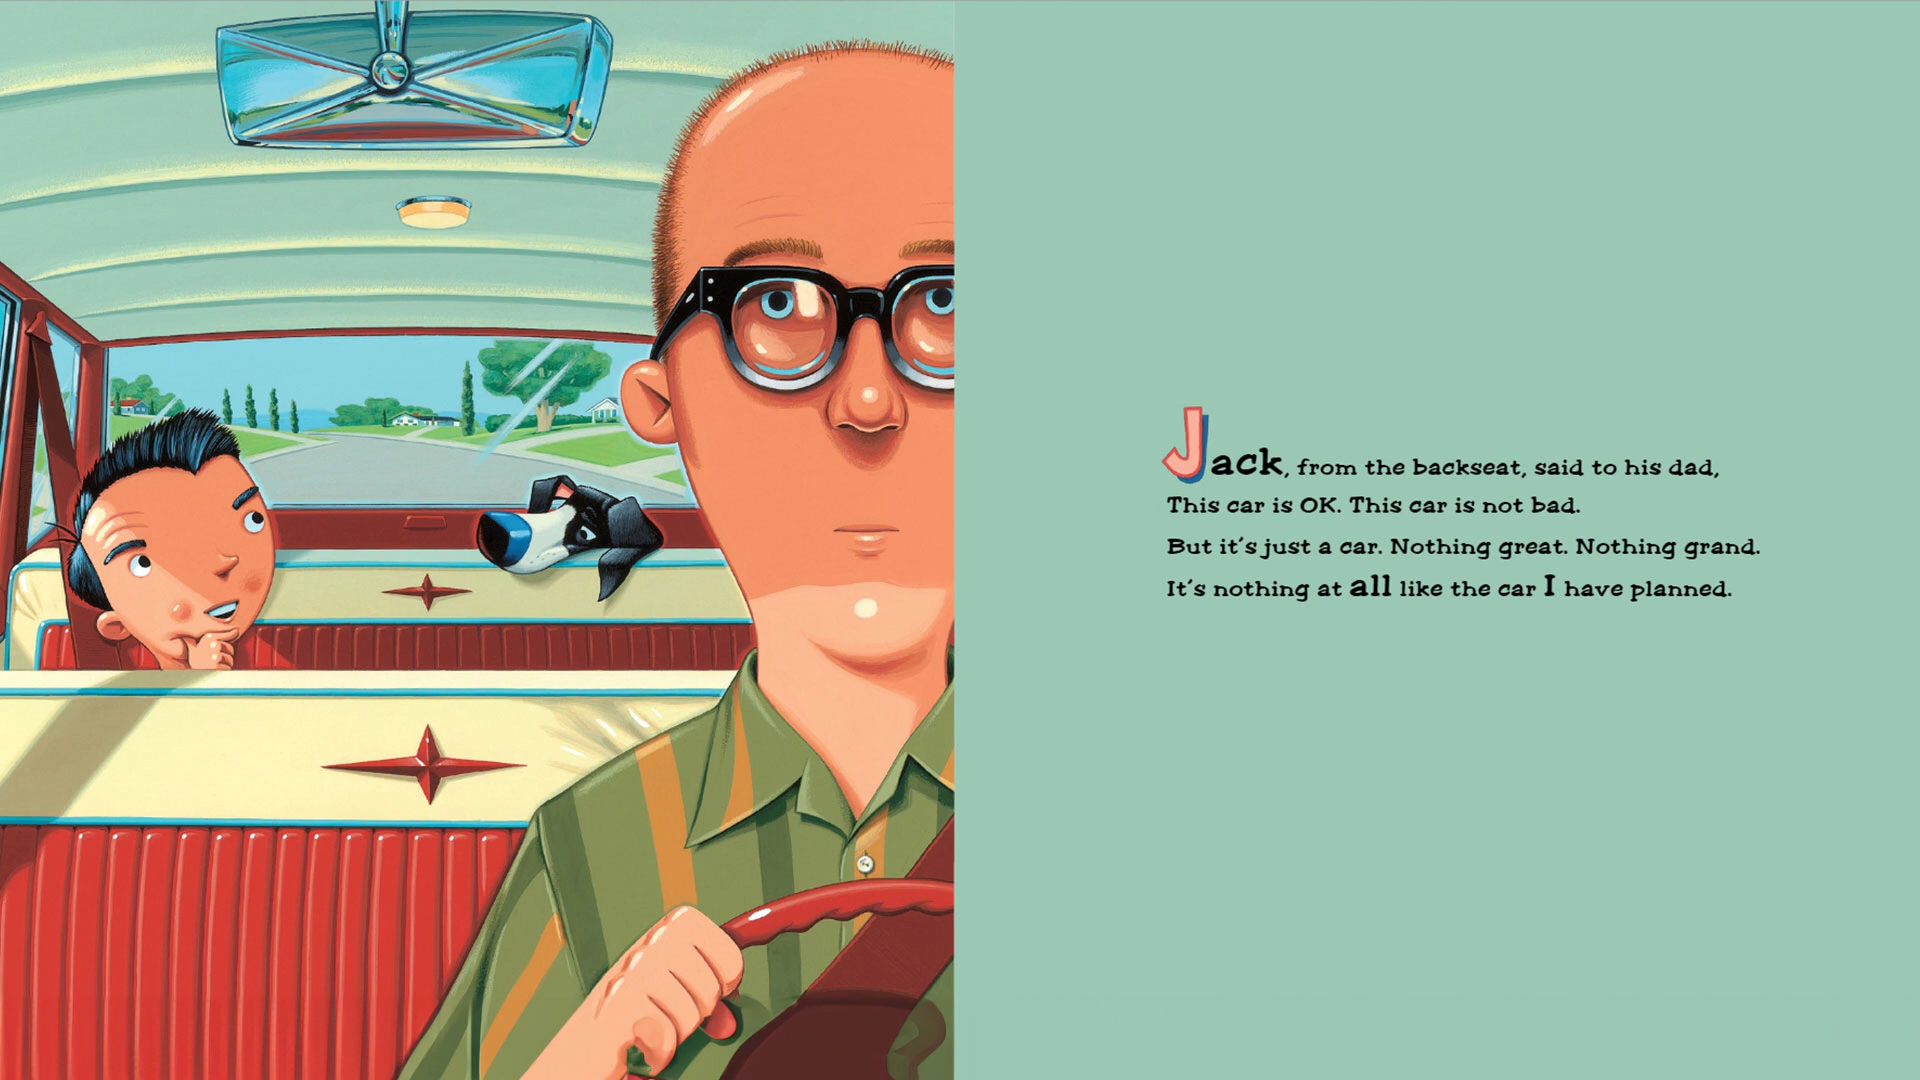 Jack, from the backseat, said to his dad,
This car is OK. This car is not bad.
But it's just a car. Nothing great. Nothing grand.
It's nothing at all like the car I have planned.